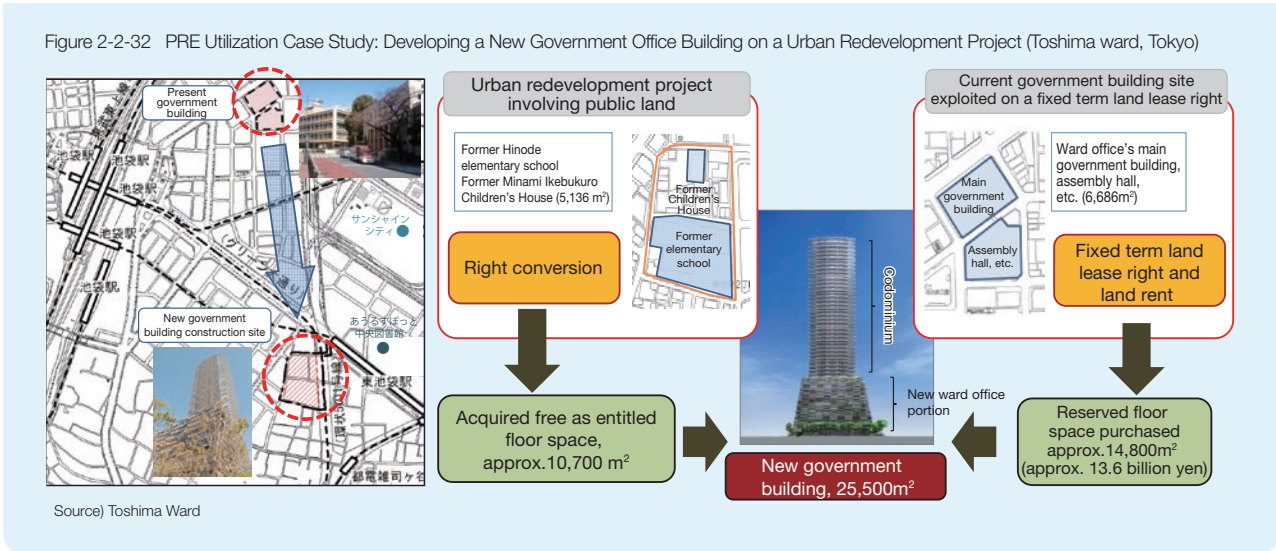 Figure 2-2-32 PRE Utilization Case Study: Developing a New Government Office Building on a Urban Redevelopment Project (Toshima ward, Tokyo)
Present
government
building
池袋駅
池袋駅
池袋駅
池袋駅
サンシャイン
シティ
グリーン
通り
New government
building construction site
あうるすぽっと
中央図書館
東池袋駅
都電雑司ヶ谷
Source) Toshima Ward
Urban redevelopment project
involving public land
Former Hinode
elementary school
Former Minami Ikebukuro
Children's House (5,136 m²)
Former
Children's
House
Former
elementary
school
Right conversion
Acquired free as entitled
floor space,
approx.10,700 m²
Codominium
New ward office
portion
New government
building, 25,500m²
Current government building site
exploited on a fixed term land lease right
Main
government
building
Assembly
hall, etc.
Ward office's main
government building,
assembly hall,
etc. (6,686m²)
Fixed term land
lease right and
land rent
Reserved floor
space purchased
approx.14,800m²
(approx. 13.6 billion yen)